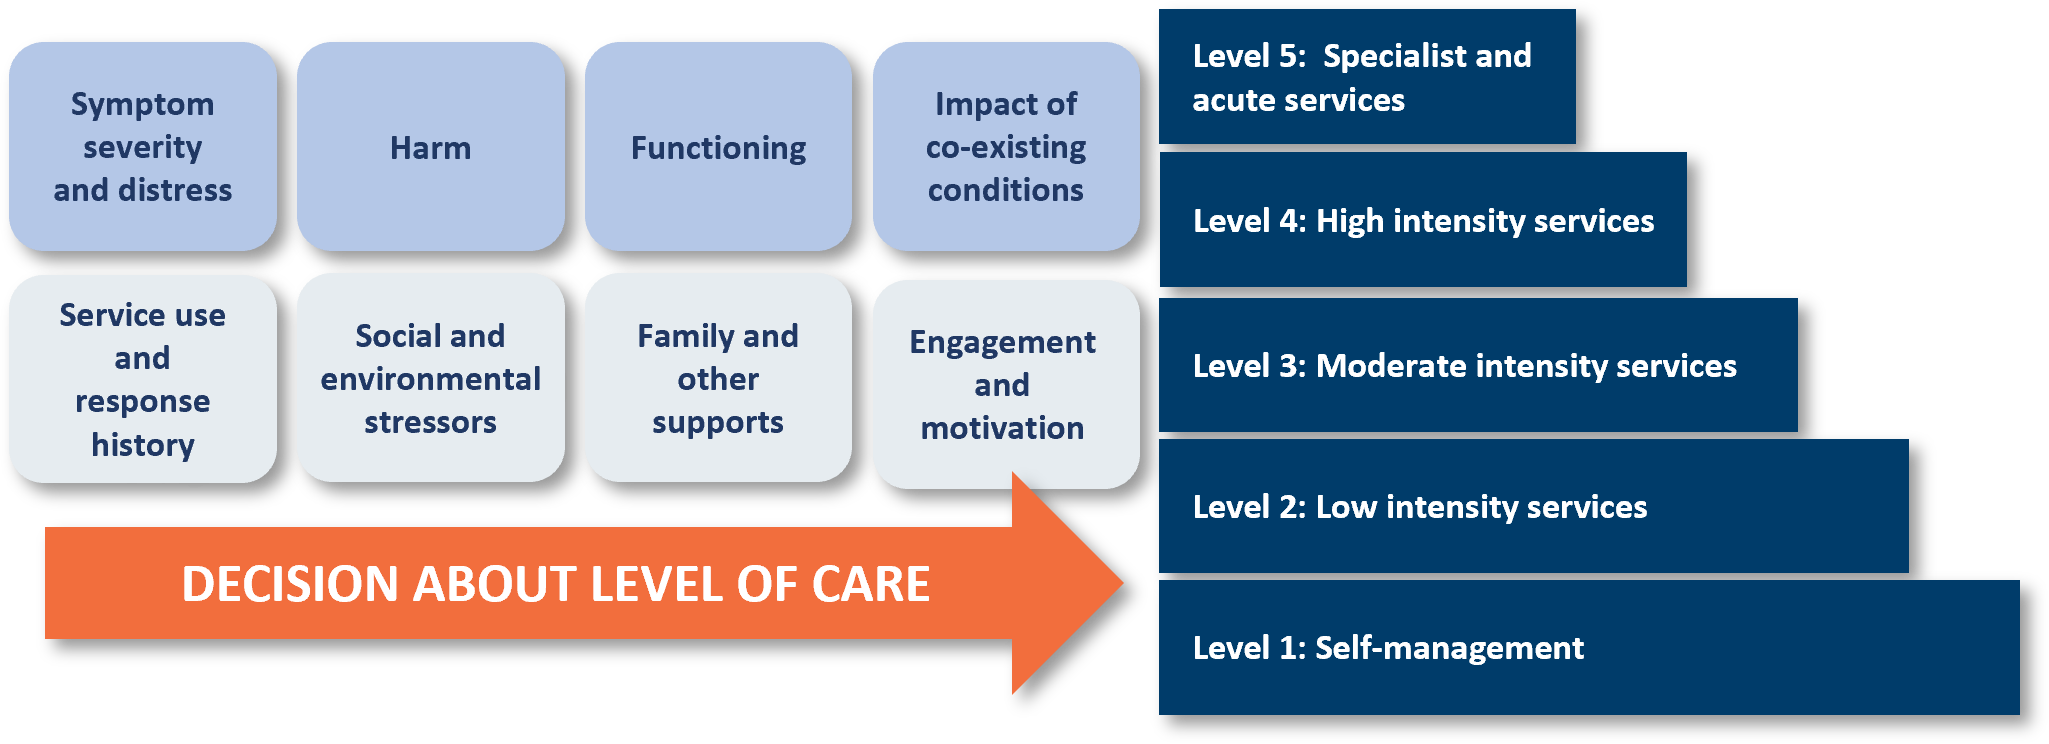 Symptom
severity
and distress
Harm
Functioning
Impact of
co-existing
conditions
Service use
and
response
history
Social and
environmental
stressors
Family and
other
supports
Engagement
and
motivation
DECISION ABOUT LEVEL OF CARE
Level 5:  Specialist and
acute services
Level 4: High intensity services
Level 3: Moderate intensity services
Level 2: Low intensity services
Level 1: Self-management